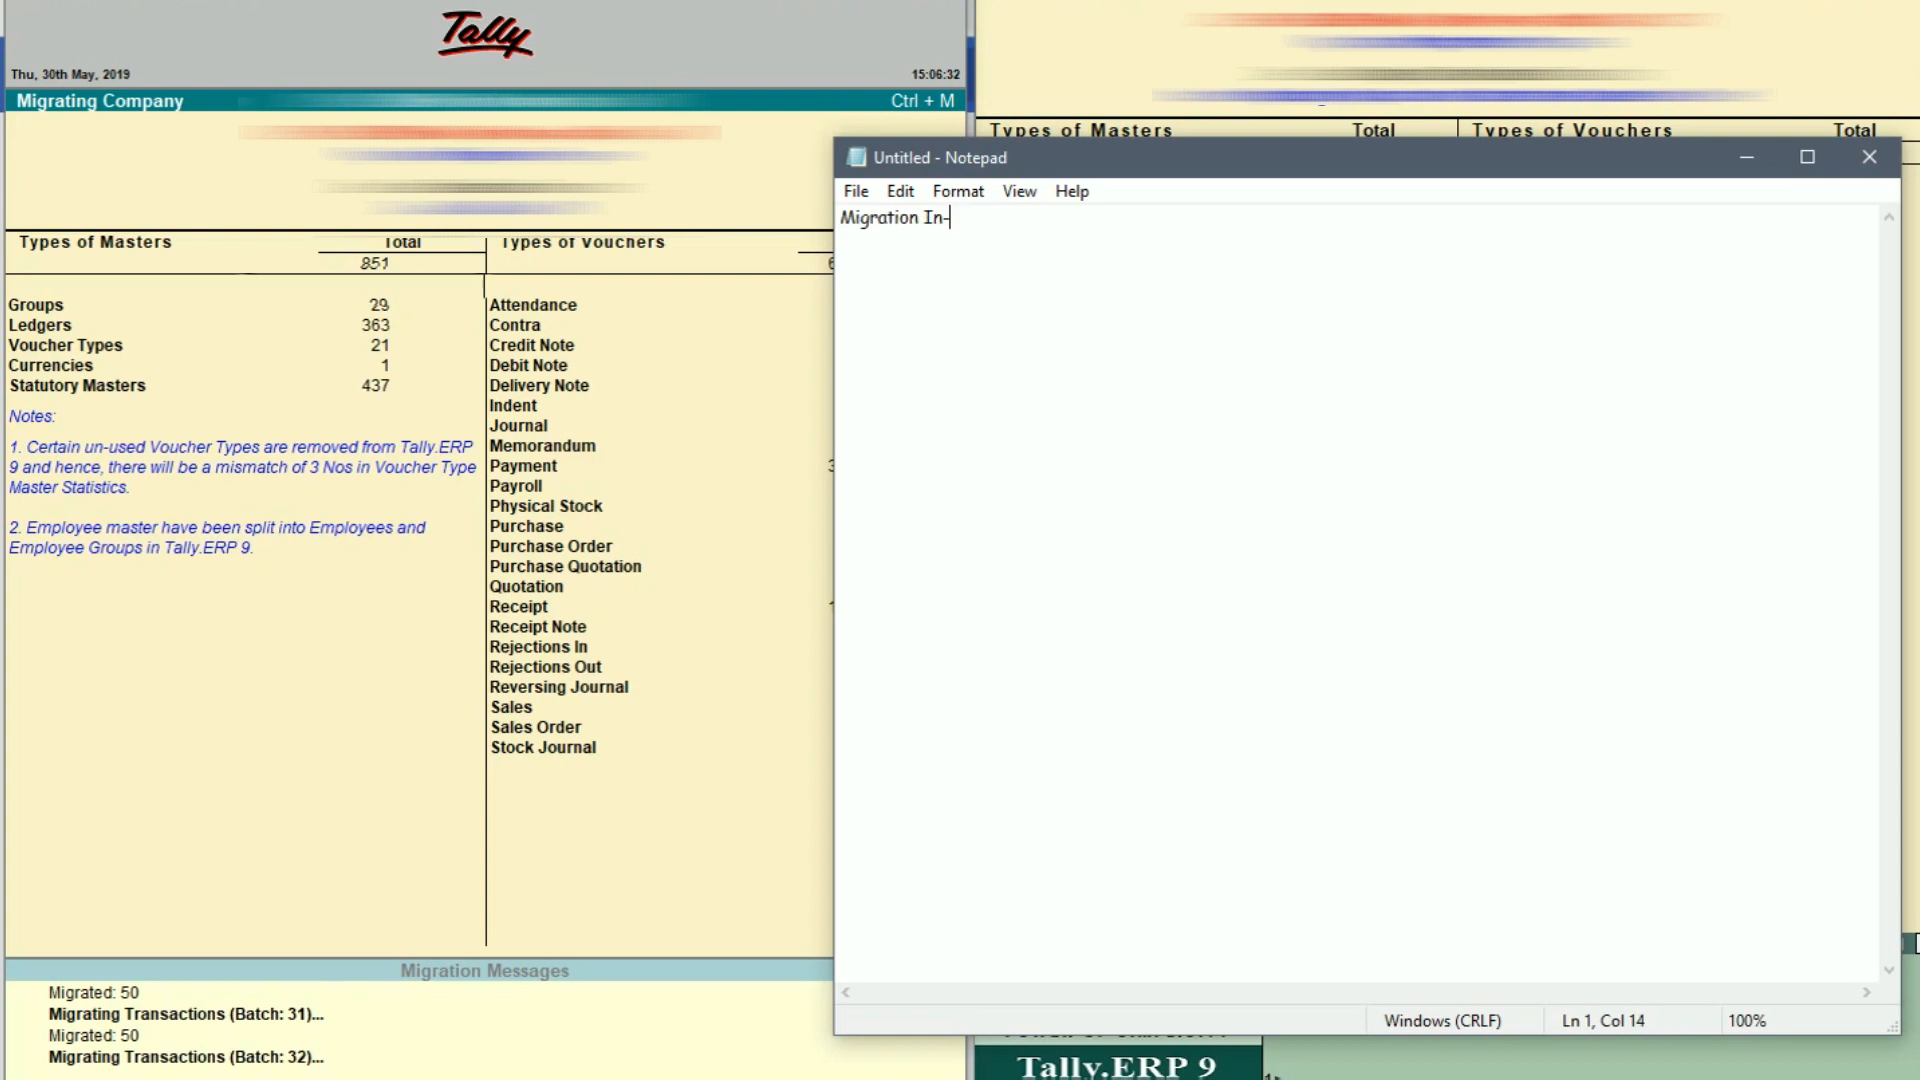 Tally
Thu, 30th May, 2019 15:06:32
Migrating Company Ctrl + M
Types of Masters Total Types of Vouchers
851
Groups 29
Ledgers 363
Voucher Types 21
Currencies 1
Statutory Masters 437
Notes:
1. Certain un-used Voucher Types are removed from Tally.ERP
9 and hence, there will be a mismatch of 3 Nos in Voucher Type
Master Statistics.
2. Employee master have been split into Employees and
Employee Groups in Tally.ERP 9.
Attendance
Contra
Credit Note
Debit Note
Delivery Note
Indent
Journal
Memorandum
Payment
Payroll
Physical Stock
Purchase
Purchase Order
Purchase Quotation
Quotation
Receipt
Receipt Note
Rejections In
Rejections Out
Reversing Journal
Sales
Sales Order
Stock Journal
Migration Messages
Migrated: 50
Migrating Transactions (Batch: 31)...
Migrated: 50
Migrating Transactions (Batch: 32)...
Types of Masters Total Types of Vouchers Total
Untitled - Notepad
File Edit Format View Help
Migration In-
Windows (CRLF) Ln 1, Col 14 100%
Tally.ERP 9